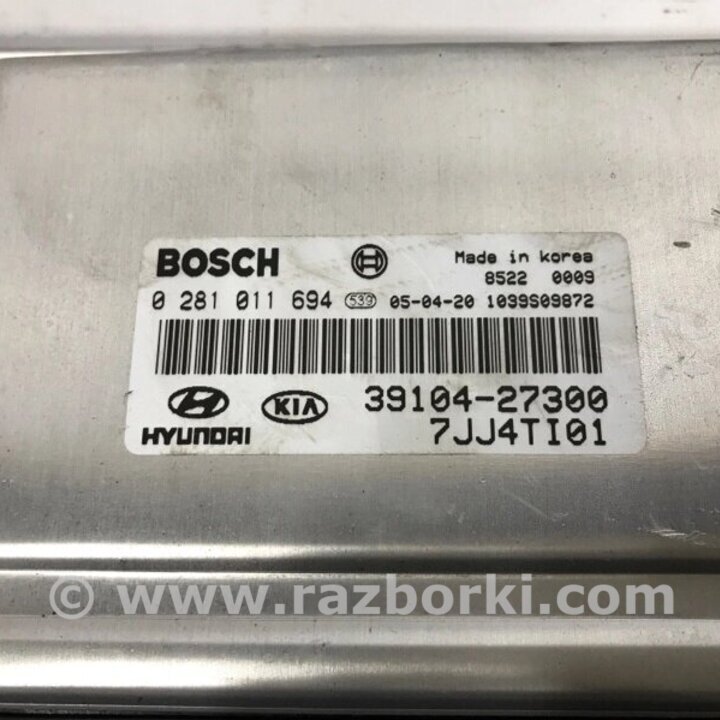 BOSCH Made in korea
8522 0009
0 281 011 694 539 05-04-20 1039S09872
HYUNDAI KIA 39104-27300
7JJ4TI01
© www.razborki.com